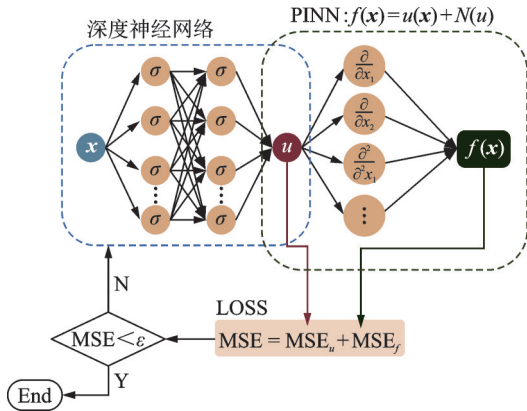 深度神经网络
PINN:f(x)=u(x)+N(u)
x
σ
σ
σ
σ
σ
σ
σ
σ
u
∂/∂x₁
∂/∂x₂
∂²/∂²x₁
⋮
f(x)
N
LOSS
MSE = MSE_u + MSE_f
MSE<ε
Y
End